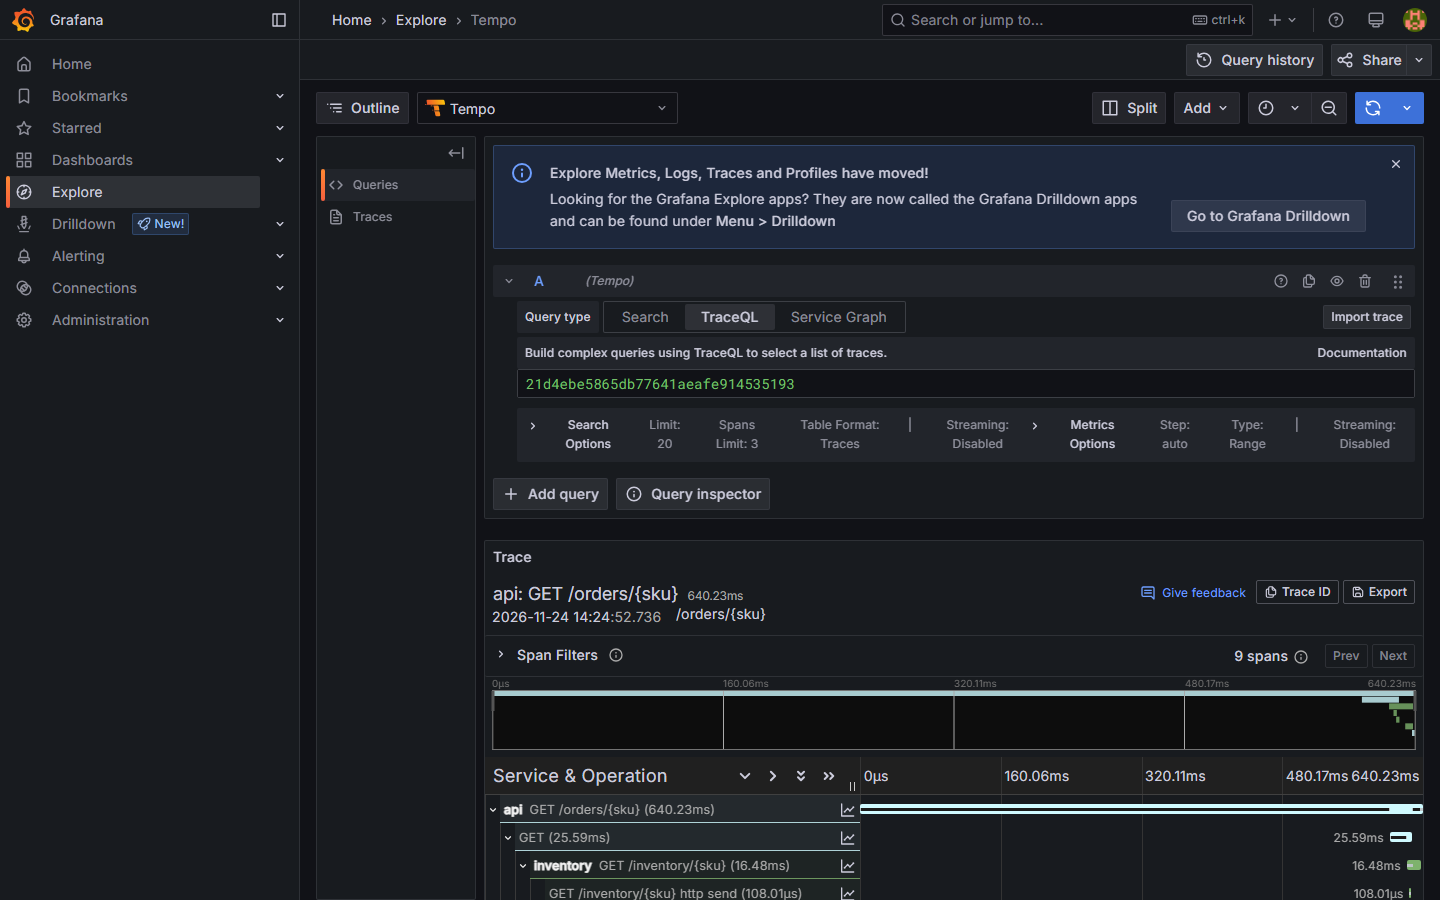 Grafana
Home › Explore › Tempo
Search or jump to...
ctrl+k
Query history
Share
Home
Bookmarks
Starred
Dashboards
Explore
Drilldown
New!
Alerting
Connections
Administration
Outline
Tempo
Split
Add
Queries
Traces
Explore Metrics, Logs, Traces and Profiles have moved!
Looking for the Grafana Explore apps? They are now called the Grafana Drilldown apps
and can be found under Menu > Drilldown
Go to Grafana Drilldown
A
(Tempo)
Query type
Search
TraceQL
Service Graph
Import trace
Build complex queries using TraceQL to select a list of traces.
Documentation
21d4ebe5865db77641aeafe914535193
Search Options
Limit: 20
Spans Limit: 3
Table Format: Traces
|
Streaming: Disabled
Metrics Options
Step: auto
Type: Range
|
Streaming: Disabled
Add query
Query inspector
Trace
api: GET /orders/{sku} 640.23ms
Give feedback
Trace ID
Export
2026-11-24 14:24:52.736 /orders/{sku}
Span Filters
9 spans
Prev
Next
0µs
160.06ms
320.11ms
480.17ms
640.23ms
Service & Operation
0µs
160.06ms
320.11ms
480.17ms
640.23ms
api GET /orders/{sku} (640.23ms)
GET (25.59ms)
25.59ms
inventory GET /inventory/{sku} (16.48ms)
16.48ms
GET /inventory/{sku} http send (108.01µs)
108.01µs